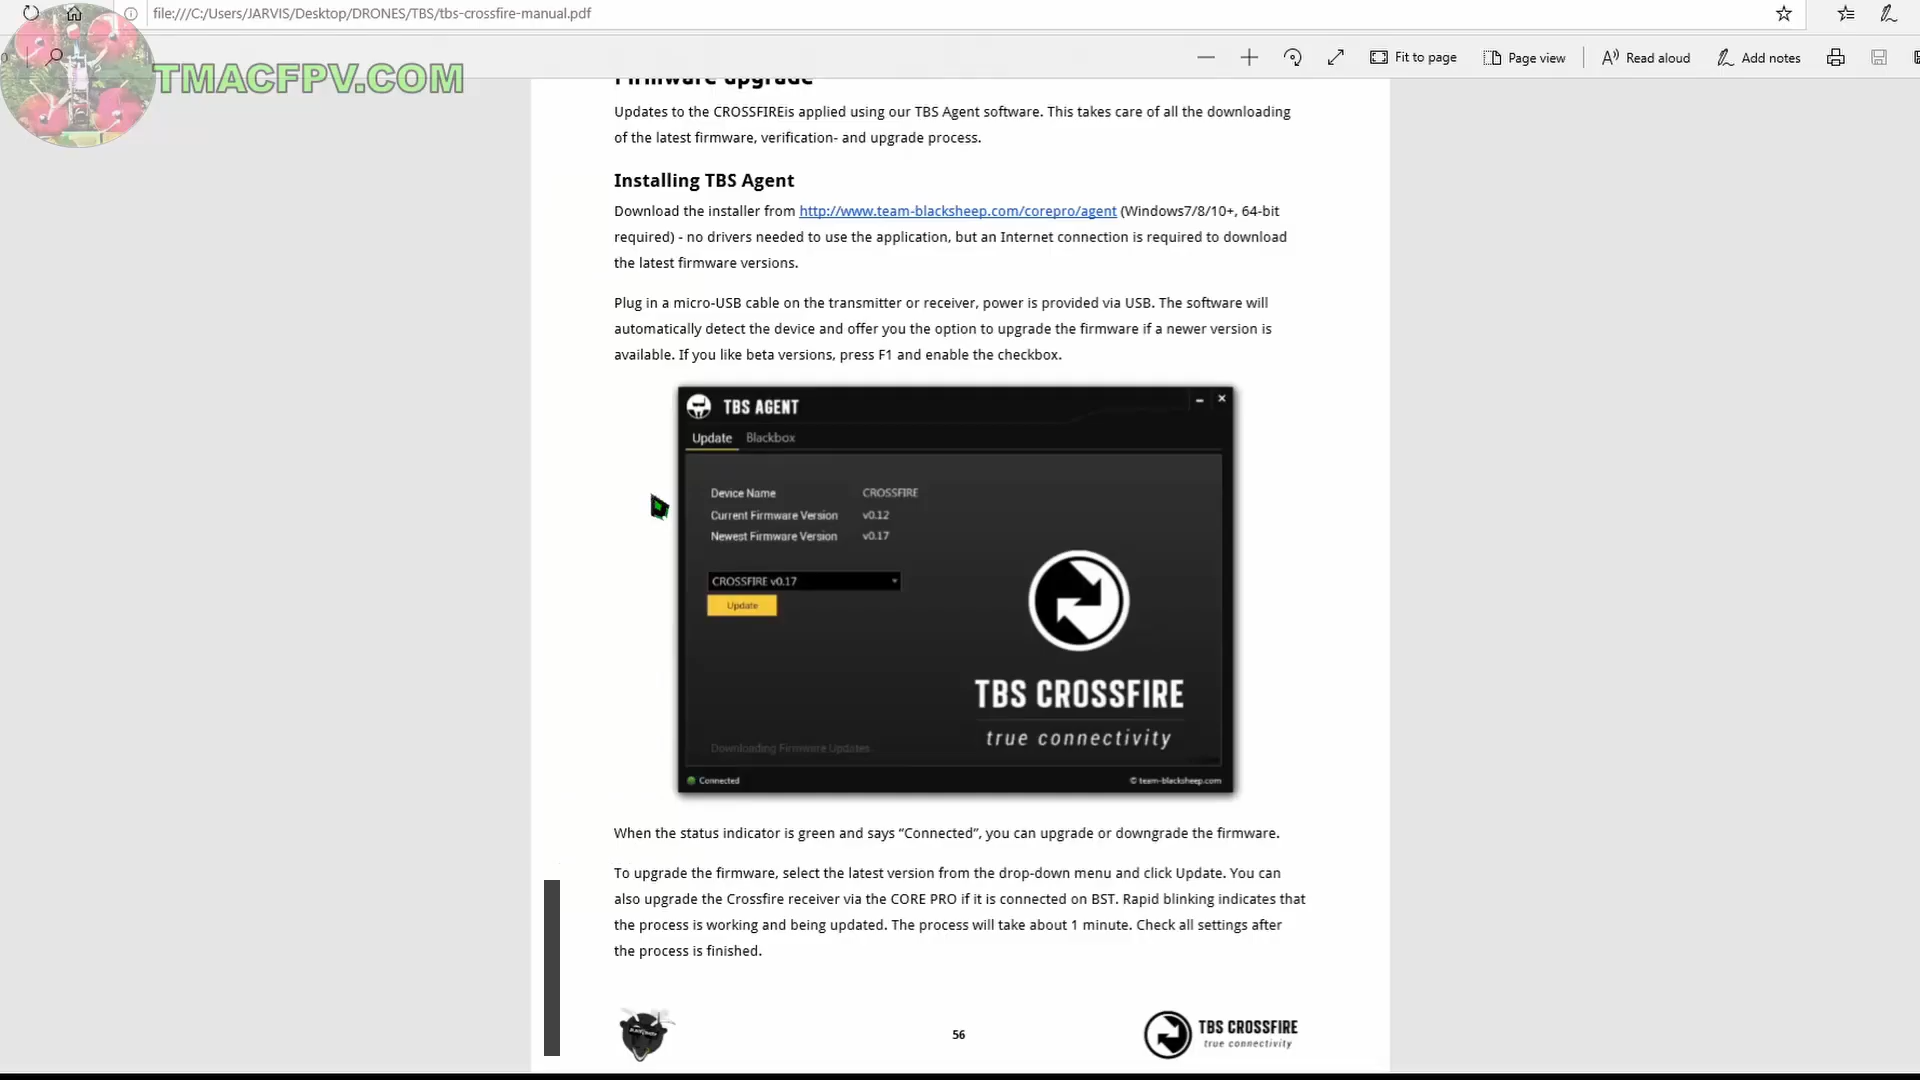 file:///C:/Users/JARVIS/Desktop/DRONES/TBS/tbs-crossfire-manual.pdf
Fit to page
Page view
Read aloud
Add notes
TMACFPV.COM
Firmware upgrade
Updates to the CROSSFIREis applied using our TBS Agent software. This takes care of all the downloading
of the latest firmware, verification- and upgrade process.
Installing TBS Agent
Download the installer from http://www.team-blacksheep.com/corepro/agent (Windows7/8/10+, 64-bit
required) - no drivers needed to use the application, but an Internet connection is required to download
the latest firmware versions.
Plug in a micro-USB cable on the transmitter or receiver, power is provided via USB. The software will
automatically detect the device and offer you the option to upgrade the firmware if a newer version is
available. If you like beta versions, press F1 and enable the checkbox.
TBS AGENT
Update Blackbox
Device Name CROSSFIRE
Current Firmware Version v0.12
Newest Firmware Version v0.17
CROSSFIRE v0.17
Update
TBS CROSSFIRE
true connectivity
Downloading Firmware Updates
Connected
© team-blacksheep.com
When the status indicator is green and says “Connected”, you can upgrade or downgrade the firmware.
To upgrade the firmware, select the latest version from the drop-down menu and click Update. You can
also upgrade the Crossfire receiver via the CORE PRO if it is connected on BST. Rapid blinking indicates that
the process is working and being updated. The process will take about 1 minute. Check all settings after
the process is finished.
56
TBS CROSSFIRE
true connectivity